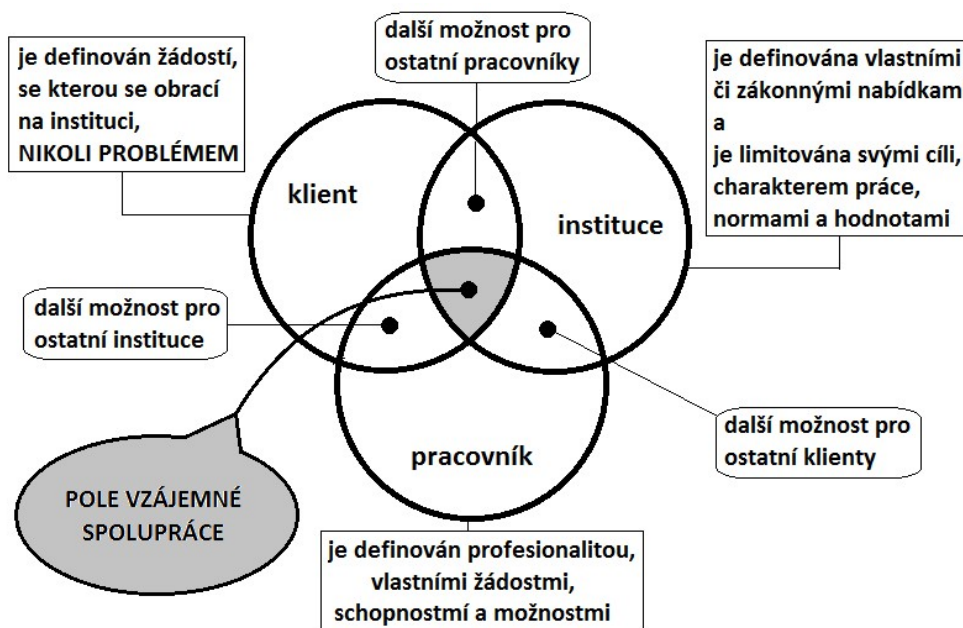 další možnost pro
ostatní pracovníky
je definován žádostí,
se kterou se obrací
na instituci,
NIKOLI PROBLÉMEM
je definována vlastními
či zákonnými nabídkam
a
je limitována svými cíli,
charakterem práce,
normami a hodnotami
klient
instituce
další možnost pro
ostatní instituce
další možnost pro
ostatní klienty
pracovník
POLE VZÁJEMNÉ
SPOLUPRÁCE
je definován profesionalitou,
vlastními žádostmi,
schopnostmí a možnostmi